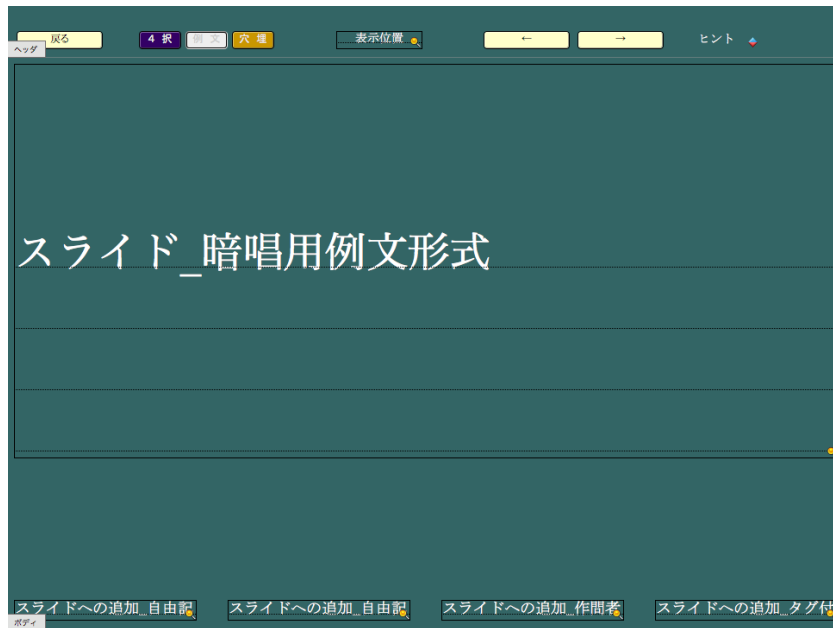 戻る 4 択 例 文 穴 埋 表示位置 ← → ヒント
ヘッダ
スライド_暗唱用例文形式
スライドへの追加_自由記 スライドへの追加_自由記 スライドへの追加_作問者 スライドへの追加_タグ付
ボディ